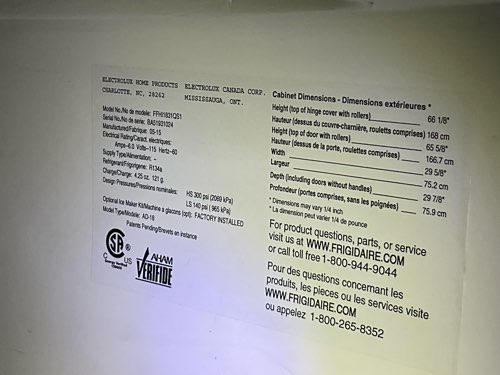 ELECTROLUX HOME PRODUCTS ELECTROLUX CANADA CORP.
CHARLOTTE, NC, 28262 MISSISSAUGA, ONT.
Model No./No de modèle: FFHI1831QS1
Serial No./No de série: BA51931024
Manufactured/Fabrique: 05-15
Electrical Rating/Caract. electriques:
Amps-6.0 Volts-115 Hertz-60
Supply Type/Alimentation: -
Refrigerant/Frigorigene: R134a
Charge/Charge: 4.25 oz. 121 g.
Design Pressures/Pressions nominales: HS 300 psi (2069 kPa)
LS 140 psi (965 kPa)
Optional Ice Maker Kit/Machine a glacons (opt): FACTORY INSTALLED
Model Type/Modele: AD-18
Patents Pending/Brevets en instance
CSA
®
C US
Energy Verified
AHAM
VERIFIDE
Cabinet Dimensions - Dimensions extérieures *
Height (top of hinge cover with rollers) 66 1/8"
Hauteur (dessus du couvre-charnière, roulettes comprises) 168 cm
Height (top of door with rollers) 65 5/8"
Hauteur (dessus de la porte, roulettes comprises) 166.7 cm
Width 29 5/8"
Largeur 75.2 cm
Depth (including doors without handles) 29 7/8"
Profondeur (portes comprises, sans les poignées) 75.9 cm
* Dimensions may vary 1/4 inch
* La dimension peut varier 1/4 de pounce
For product questions, parts, or service
visit us at WWW.FRIGIDAIRE.COM
or call toll free 1-800-944-9044
Pour des questions concernant les
produits, les pieces ou les services visite
WWW.FRIGIDAIRE.COM
ou appelez 1-800-265-8352